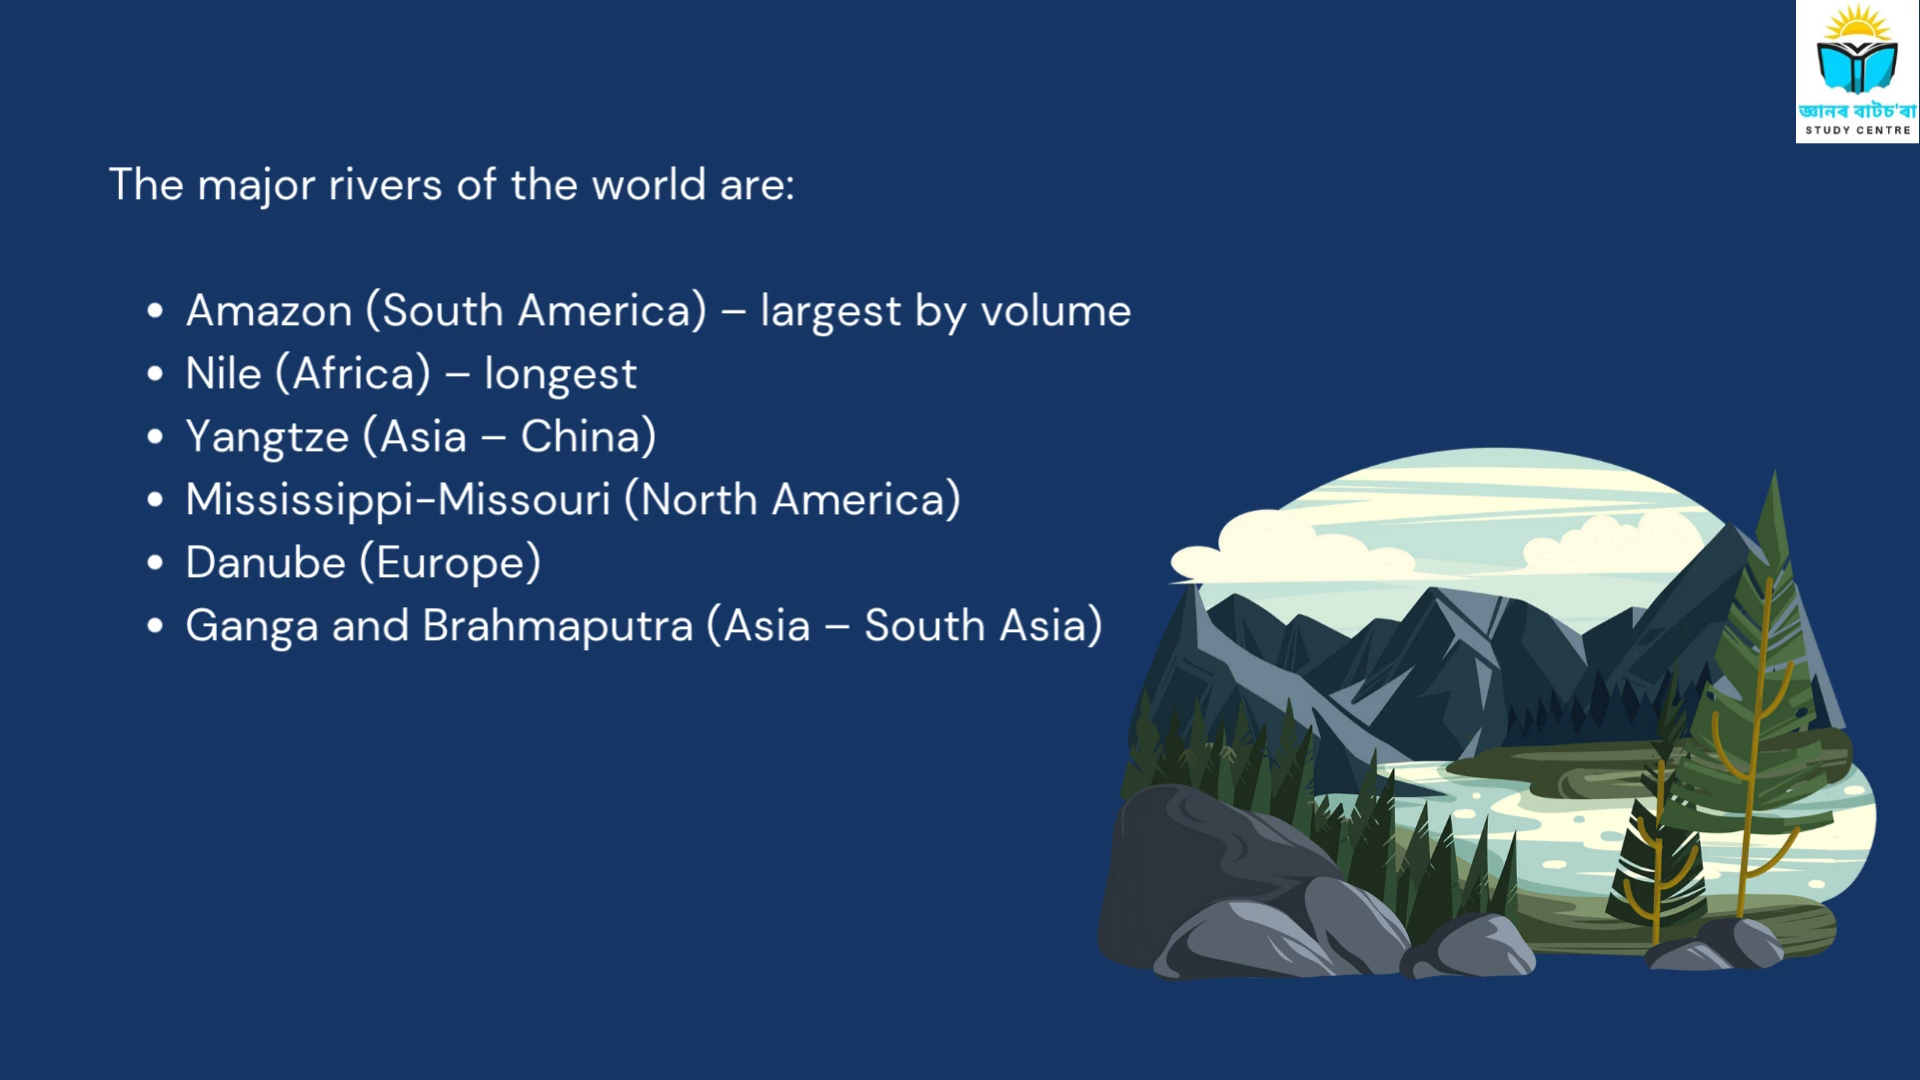 জ্ঞানৰ বাটচ'ৰা
STUDY CENTRE
The major rivers of the world are:
• Amazon (South America) – largest by volume
• Nile (Africa) – longest
• Yangtze (Asia – China)
• Mississippi-Missouri (North America)
• Danube (Europe)
• Ganga and Brahmaputra (Asia – South Asia)